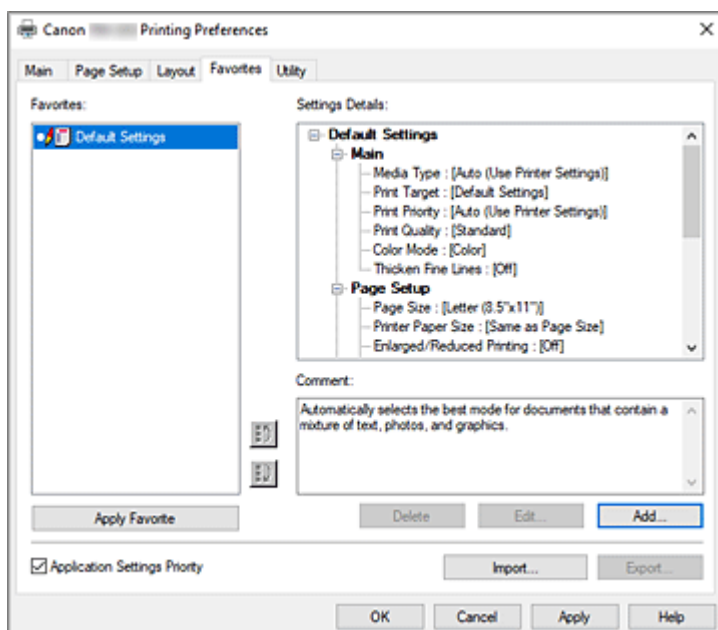 Canon Printing Preferences
Main Page Setup Layout Favorites Utility
Favorites:
Default Settings
Apply Favorite
Settings Details:
Default Settings
Main
Media Type : [Auto (Use Printer Settings)]
Print Target : [Default Settings]
Print Priority : [Auto (Use Printer Settings)]
Print Quality : [Standard]
Color Mode : [Color]
Thicken Fine Lines : [Off]
Page Setup
Page Size : [Letter (8.5"x11")]
Printer Paper Size : [Same as Page Size]
Enlarged/Reduced Printing : [Off]
Comment:
Automatically selects the best mode for documents that contain a
mixture of text, photos, and graphics.
Delete Edit... Add...
Application Settings Priority
Import... Export...
OK Cancel Apply Help